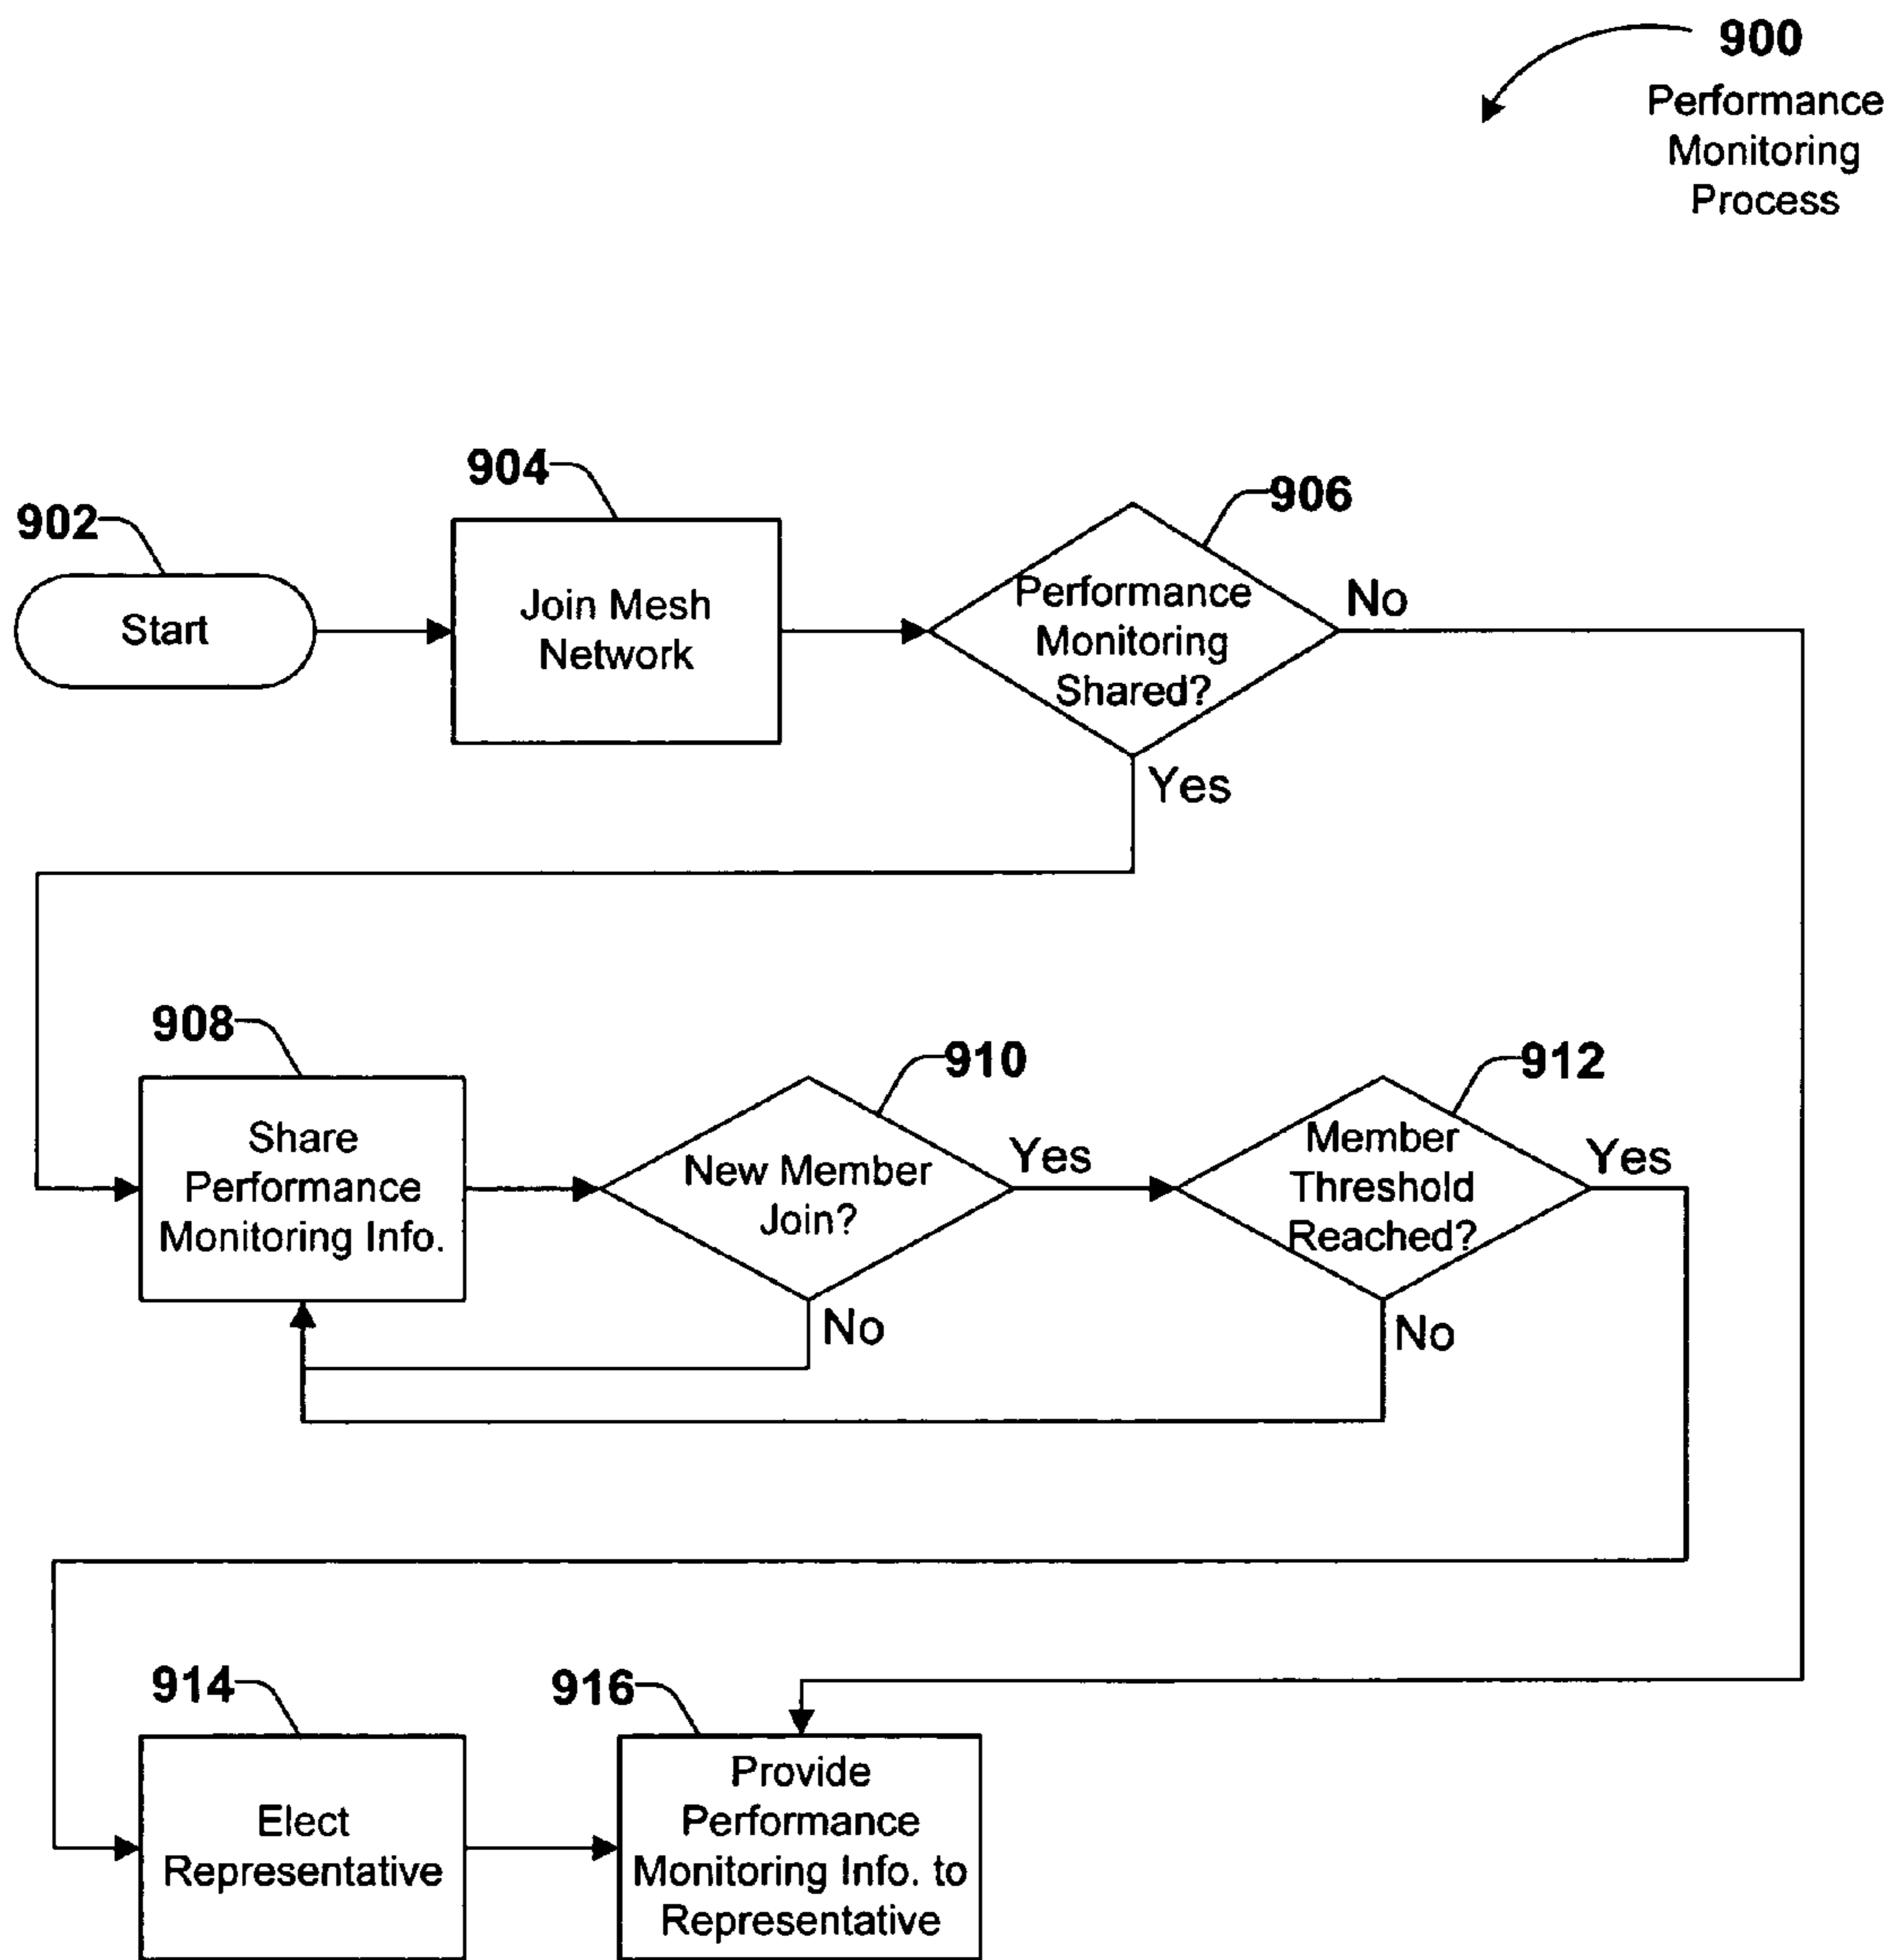 900
Performance
Monitoring
Process
902
Start
904
Join Mesh
Network
906
Performance
Monitoring
Shared?
No
Yes
908
Share
Performance
Monitoring Info.
910
New Member
Join?
Yes
No
912
Member
Threshold
Reached?
Yes
No
914
Elect
Representative
916
Provide
Performance
Monitoring Info. to
Representative